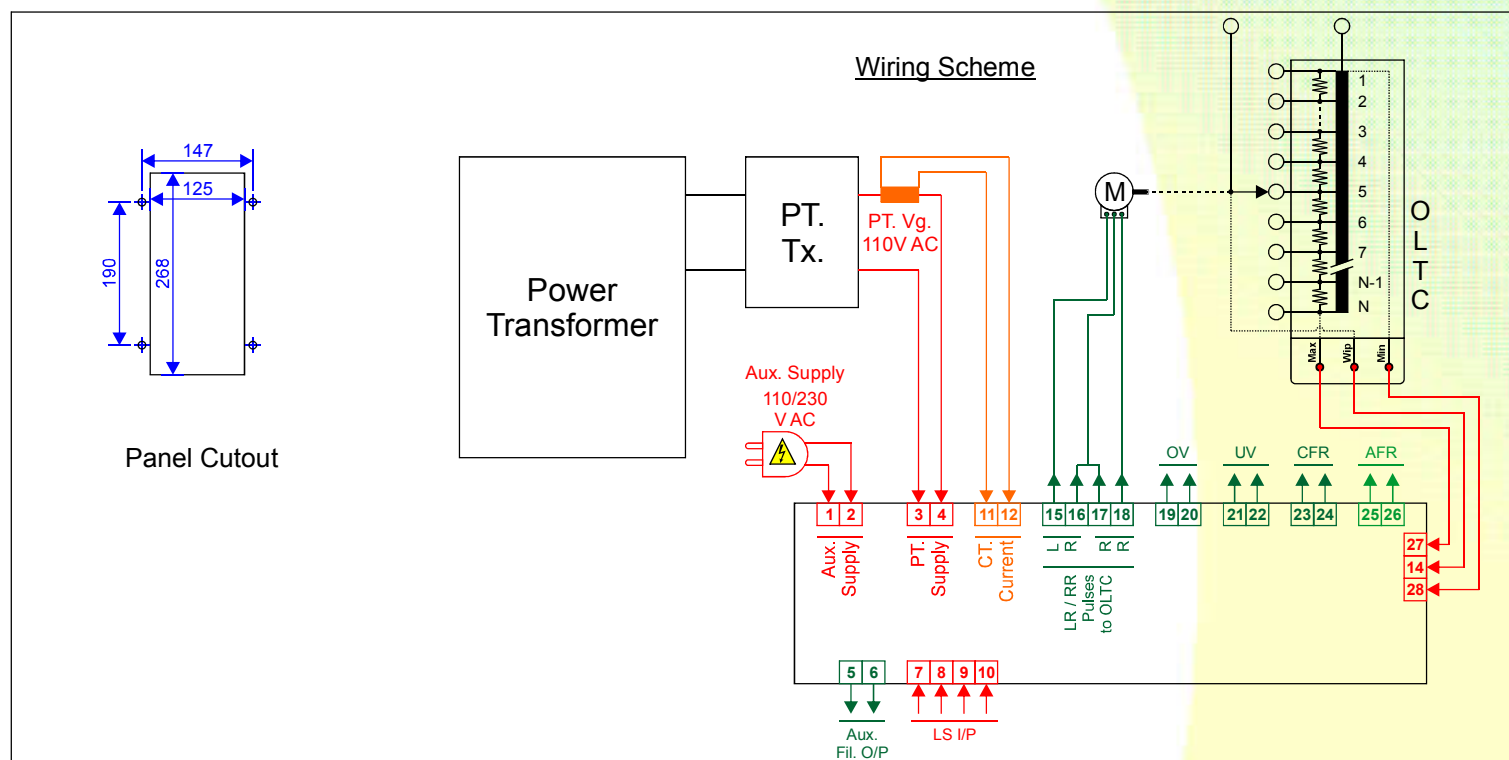 Wiring Scheme
147
125
190
268
Panel Cutout
Power
Transformer
PT.
Tx.
PT. Vg.
110V AC
Aux. Supply
110/230
V AC
M
1
2
3
4
5
6
7
N-1
N
O
L
T
C
Max
Wip
Min
OV
UV
CFR
AFR
1 2
3 4
11 12
15 16 17 18
19 20
21 22
23 24
25 26
27
14
28
Aux.
Supply
PT.
Supply
CT.
Current
L
R
R
R
LR / RR
Pulses
to OLTC
5 6
7 8 9 10
Aux.
Fil. O/P
LS I/P